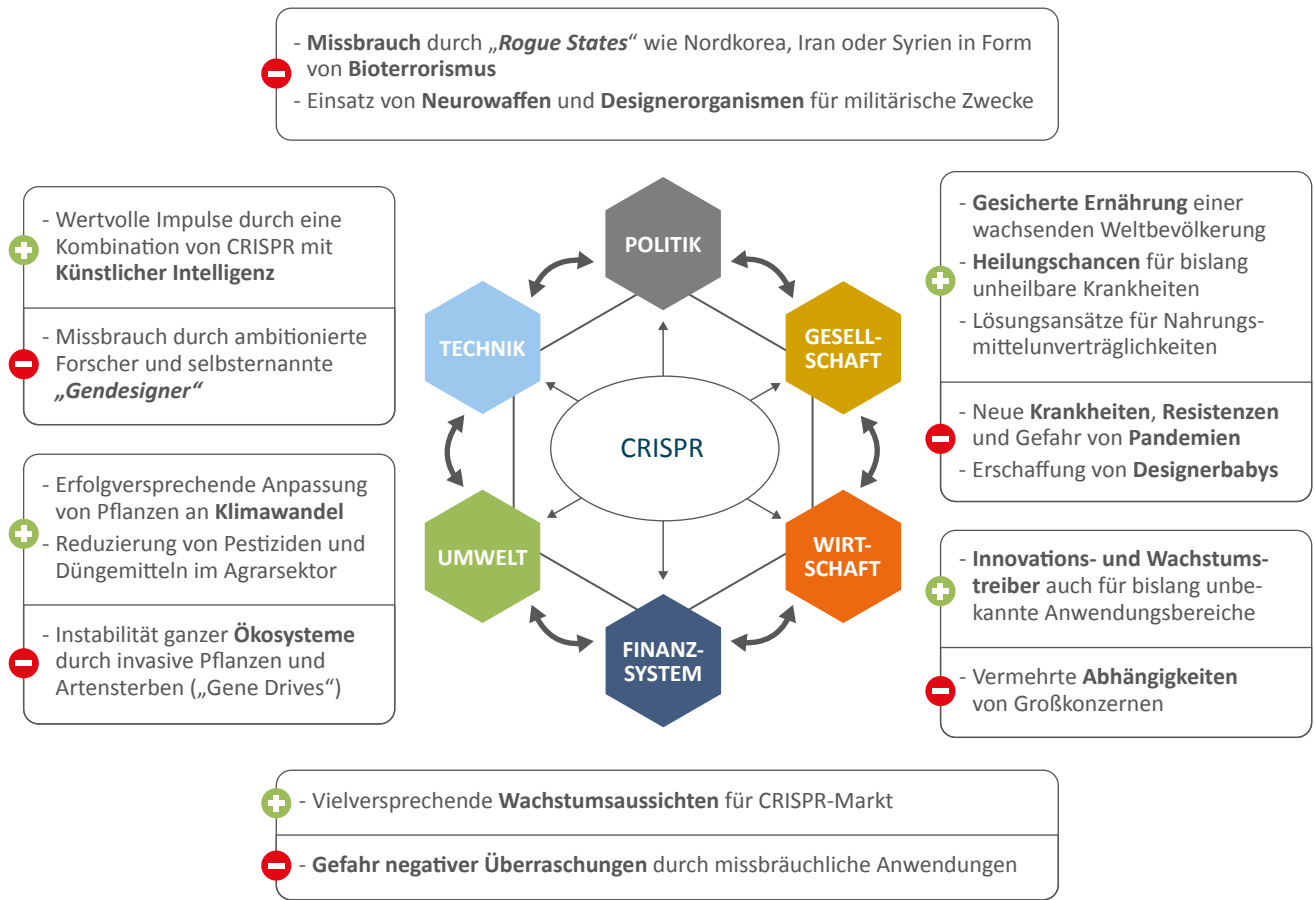 - Missbrauch durch „Rogue States“ wie Nordkorea, Iran oder Syrien in Form
von Bioterrorismus
- Einsatz von Neurowaffen und Designerorganismen für militärische Zwecke
- Wertvolle Impulse durch eine
Kombination von CRISPR mit
Künstlicher Intelligenz
- Missbrauch durch ambitionierte
Forscher und selbsternannte
„Gendesigner“
- Erfolgversprechende Anpassung
von Pflanzen an Klimawandel
- Reduzierung von Pestiziden und
Düngemitteln im Agrarsektor
- Instabilität ganzer Ökosysteme
durch invasive Pflanzen und
Artensterben („Gene Drives“)
POLITIK
TECHNIK
GESELL-
SCHAFT
CRISPR
UMWELT
WIRT-
SCHAFT
FINANZ-
SYSTEM
- Gesicherte Ernährung einer
wachsenden Weltbevölkerung
- Heilungschancen für bislang
unheilbare Krankheiten
- Lösungsansätze für Nahrungs-
mittelunverträglichkeiten
- Neue Krankheiten, Resistenzen
und Gefahr von Pandemien
- Erschaffung von Designerbabys
- Innovations- und Wachstums-
treiber auch für bislang unbe-
kannte Anwendungsbereiche
- Vermehrte Abhängigkeiten
von Großkonzernen
- Vielversprechende Wachstumsaussichten für CRISPR-Markt
- Gefahr negativer Überraschungen durch missbräuchliche Anwendungen